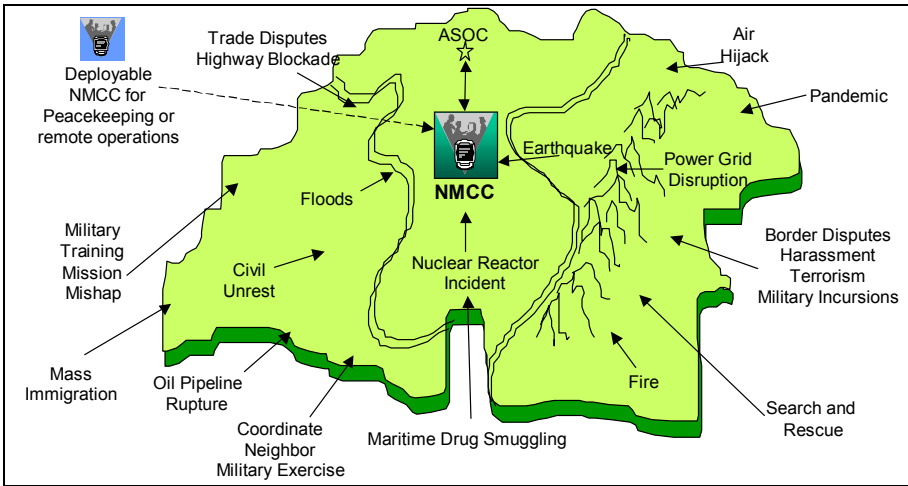 Deployable
NMCC for
Peacekeeping or
remote operations
Trade Disputes
Highway Blockade
ASOC
Air
Hijack
Pandemic
Earthquake
Power Grid
Disruption
NMCC
Floods
Military
Training
Mission
Mishap
Civil
Unrest
Nuclear Reactor
Incident
Border Disputes
Harassment
Terrorism
Military Incursions
Mass
Immigration
Oil Pipeline
Rupture
Coordinate
Neighbor
Military Exercise
Maritime Drug Smuggling
Fire
Search and
Rescue